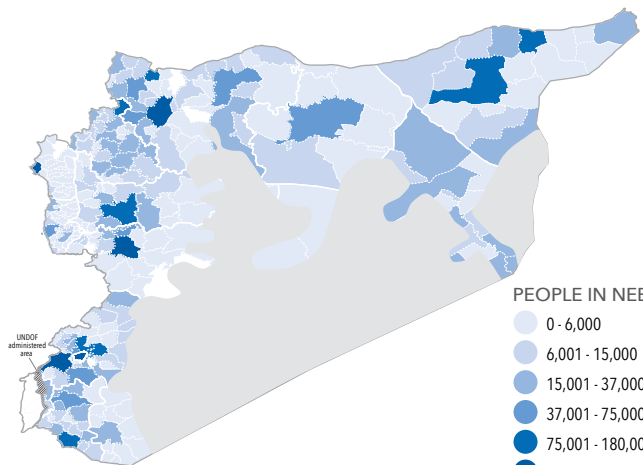 UNDOF
administered
area
PEOPLE IN NEE
0 - 6,000
6,001 - 15,000
15,001 - 37,000
37,001 - 75,000
75,001 - 180,00